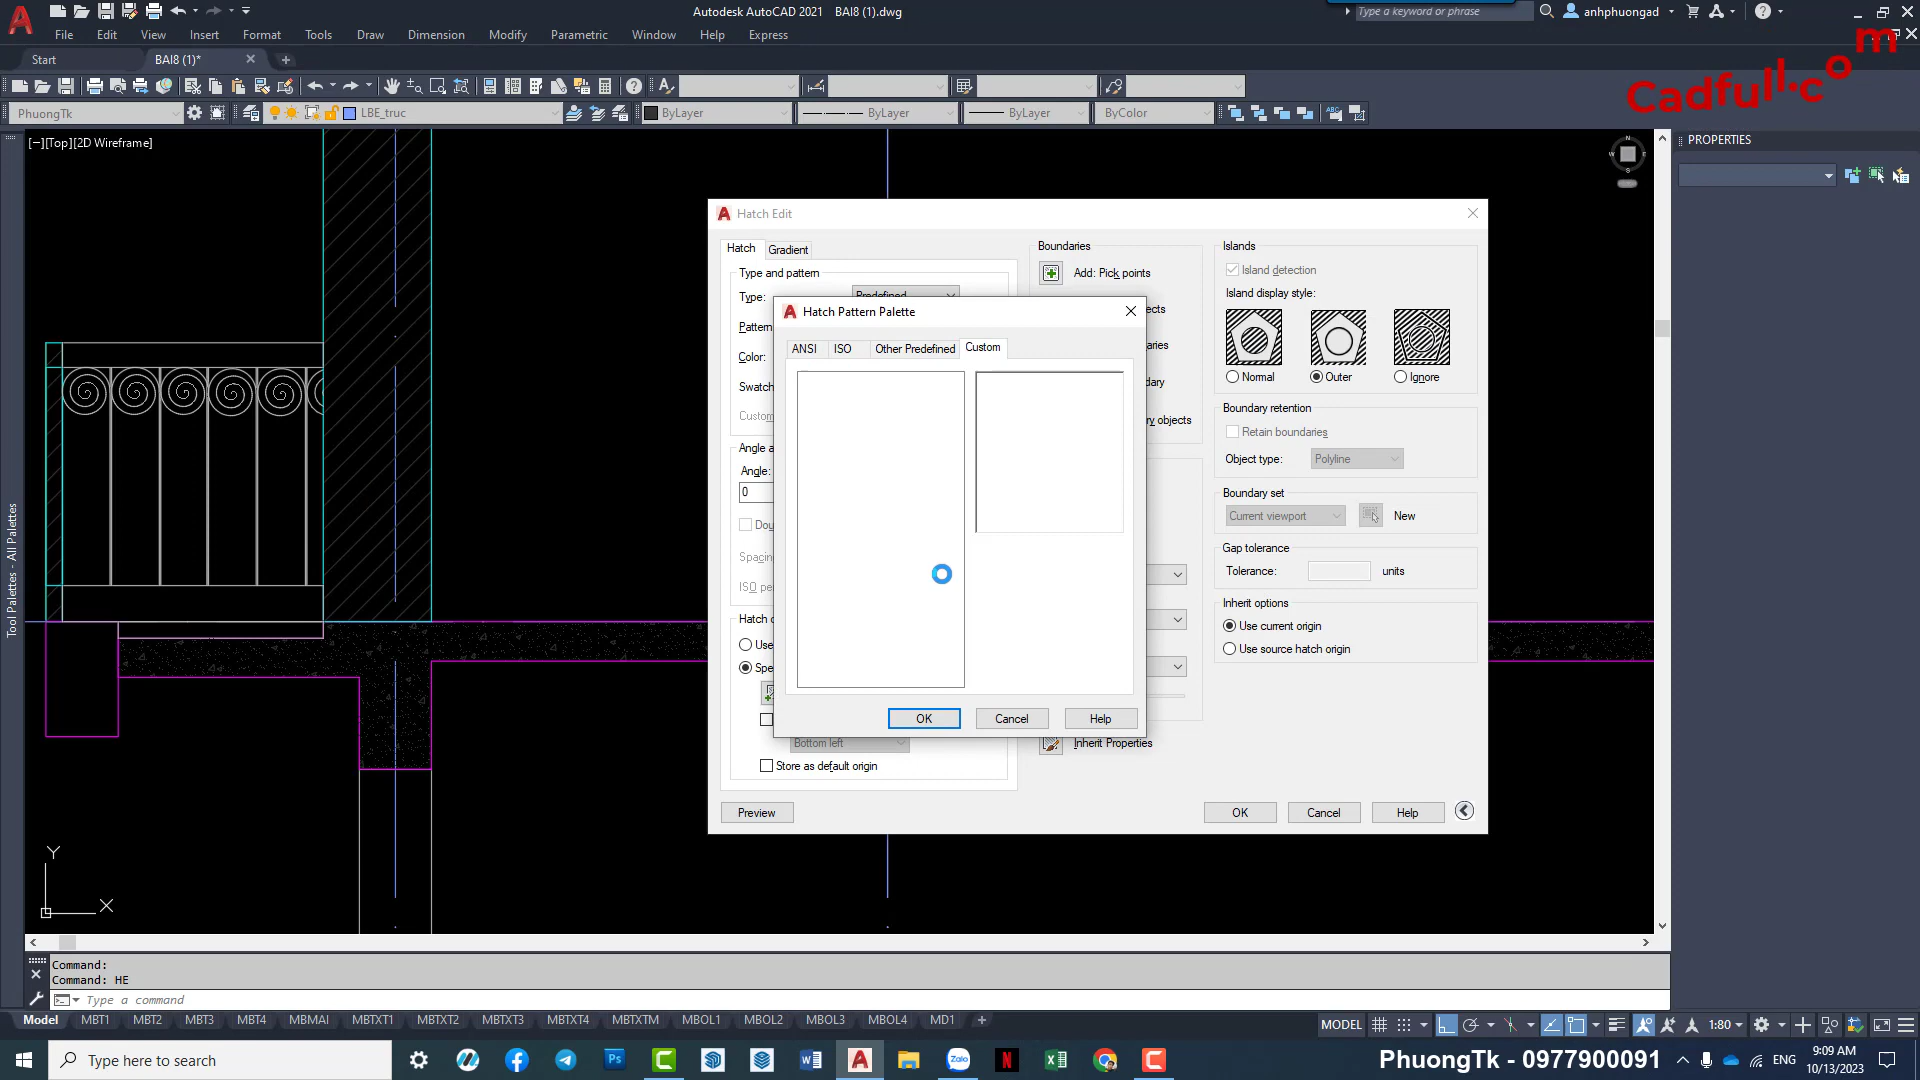 Autodesk AutoCAD 2021 BAI8 (1).dwg
Type a keyword or phrase
anhphuongad
File Edit View Insert Format Tools Draw Dimension Modify Parametric Window Help Express
Start
BAI8 (1)*
Cadfull.com
PhuongTk
LBE_truc
ByLayer
ByLayer
ByLayer
ByColor
[−][Top][2D Wireframe]
PROPERTIES
Hatch Edit
Hatch
Gradient
Type and pattern
Type:
Predefined
Pattern
Color:
Swatch
Custom
Angle a
Angle:
0
Dou
Spacing
ISO pe
Hatch o
Use
Spe
Bottom left
Store as default origin
Preview
Boundaries
Add: Pick points
ects
aries
dary
ry objects
Inherit Properties
Islands
Island detection
Island display style:
Normal
Outer
Ignore
Boundary retention
Retain boundaries
Object type:
Polyline
Boundary set
Current viewport
New
Gap tolerance
Tolerance:
units
Inherit options
Use current origin
Use source hatch origin
OK
Cancel
Help
Hatch Pattern Palette
ANSI
ISO
Other Predefined
Custom
OK
Cancel
Help
Tool Palettes - All Palettes
N
W
E
S
Y
X
Command:
Command: HE
Type a command
Model MBT1 MBT2 MBT3 MBT4 MBMAI MBTXT1 MBTXT2 MBTXT3 MBTXT4 MBTXTM MBOL1 MBOL2 MBOL3 MBOL4 MD1
MODEL
1:80
Type here to search
PhuongTk - 0977900091
ENG
9:09 AM
10/13/2023